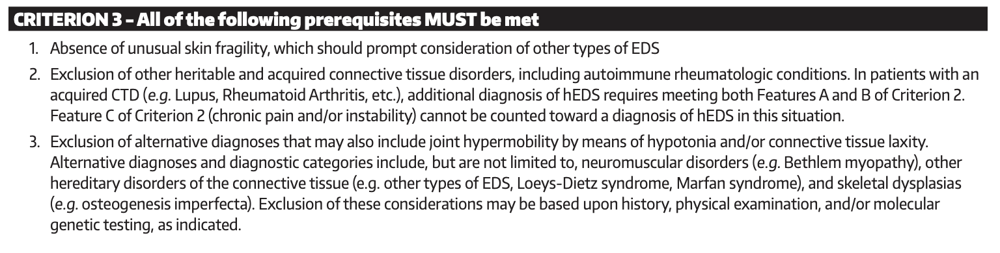 CRITERION 3 – All of the following prerequisites MUST be met
1. Absence of unusual skin fragility, which should prompt consideration of other types of EDS
2. Exclusion of other heritable and acquired connective tissue disorders, including autoimmune rheumatologic conditions. In patients with an
acquired CTD (e.g. Lupus, Rheumatoid Arthritis, etc.), additional diagnosis of hEDS requires meeting both Features A and B of Criterion 2.
Feature C of Criterion 2 (chronic pain and/or instability) cannot be counted toward a diagnosis of hEDS in this situation.
3. Exclusion of alternative diagnoses that may also include joint hypermobility by means of hypotonia and/or connective tissue laxity.
Alternative diagnoses and diagnostic categories include, but are not limited to, neuromuscular disorders (e.g. Bethlem myopathy), other
hereditary disorders of the connective tissue (e.g. other types of EDS, Loeys-Dietz syndrome, Marfan syndrome), and skeletal dysplasias
(e.g. osteogenesis imperfecta). Exclusion of these considerations may be based upon history, physical examination, and/or molecular
genetic testing, as indicated.